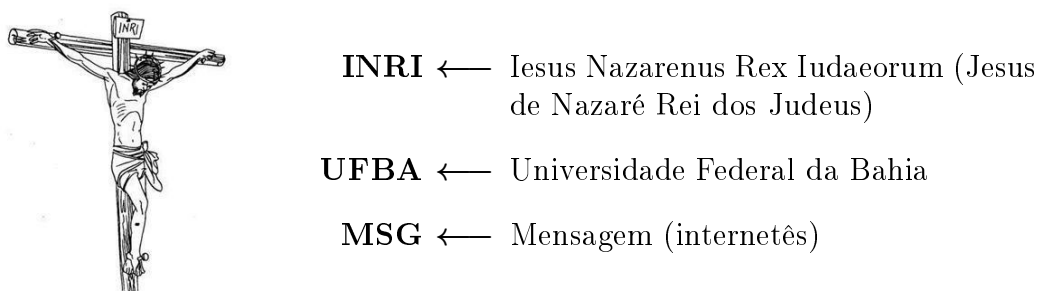 INRI
INRI ⟵ Iesus Nazarenus Rex Iudaeorum (Jesus
de Nazaré Rei dos Judeus)
UFBA ⟵ Universidade Federal da Bahia
MSG ⟵ Mensagem (internetês)